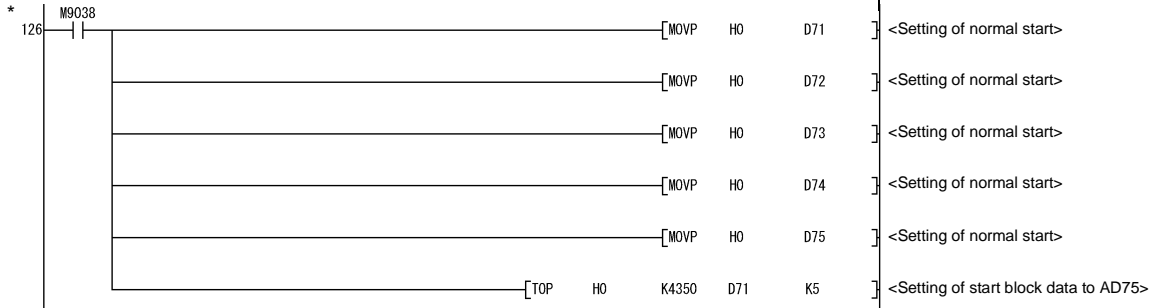 *
M9038
126 [MOVP H0 D71 ] <Setting of normal start>
[MOVP H0 D72 ] <Setting of normal start>
[MOVP H0 D73 ] <Setting of normal start>
[MOVP H0 D74 ] <Setting of normal start>
[MOVP H0 D75 ] <Setting of normal start>
[TOP H0 K4350 D71 K5 ] <Setting of start block data to AD75>